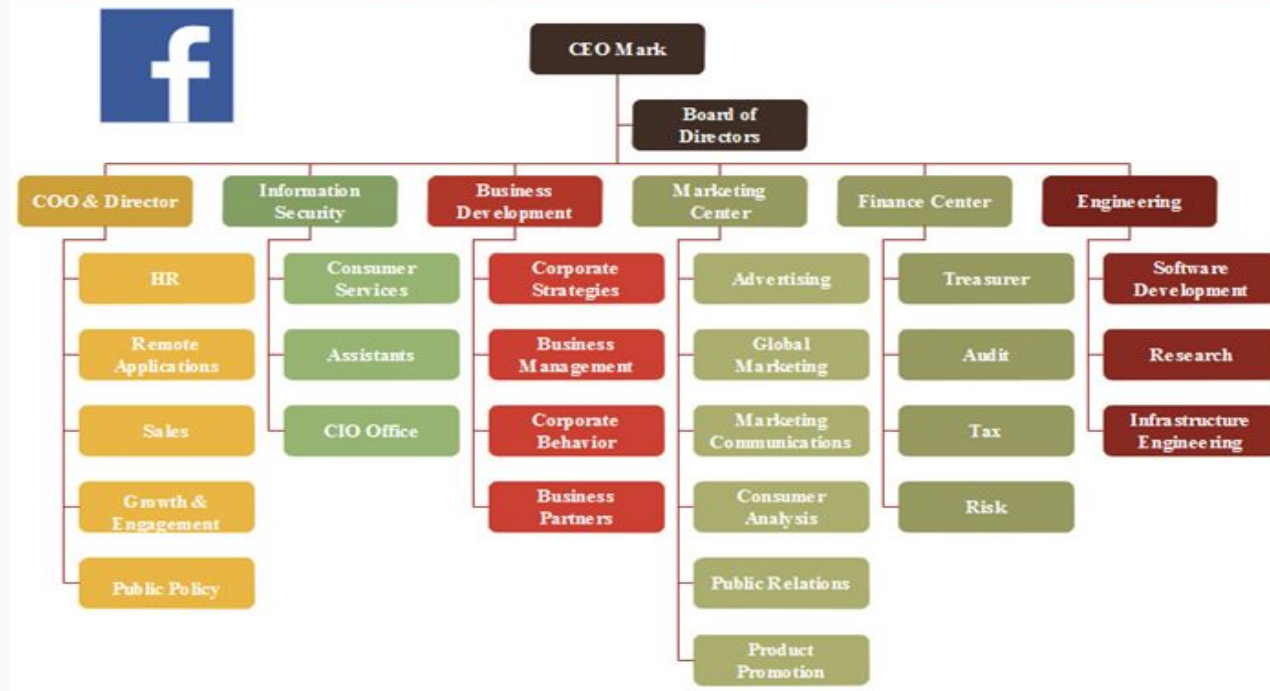 f
CEO Mark
Board of
Directors
COO & Director
Information
Security
Business
Development
Marketing
Center
Finance Center
Engineering
HR
Remote
Applications
Sales
Growth &
Engagement
Public Policy
Consumer
Services
Assistants
CIO Office
Corporate
Strategies
Business
Management
Corporate
Behavior
Business
Partners
Advertising
Global
Marketing
Marketing
Communications
Consumer
Analysis
Public Relations
Product
Promotion
Treasurer
Audit
Tax
Risk
Software
Development
Research
Infrastructure
Engineering